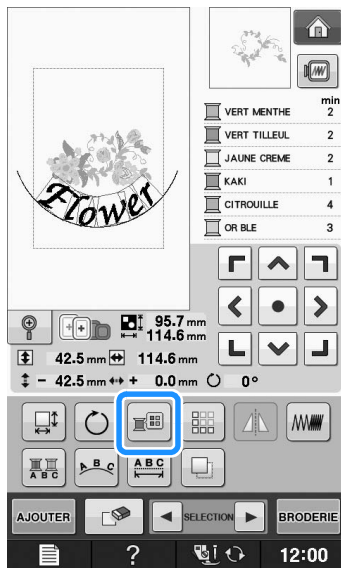 min
VERT MENTHE 2
VERT TILLEUL 2
JAUNE CREME 2
KAKI 1
CITROUILLE 4
OR BLE 3
Flower
95.7 mm
114.6 mm
42.5 mm 114.6 mm
- 42.5 mm + 0.0 mm 0°
A B C
A B C
A B C
AJOUTER SELECTION BRODERIE
? 12:00